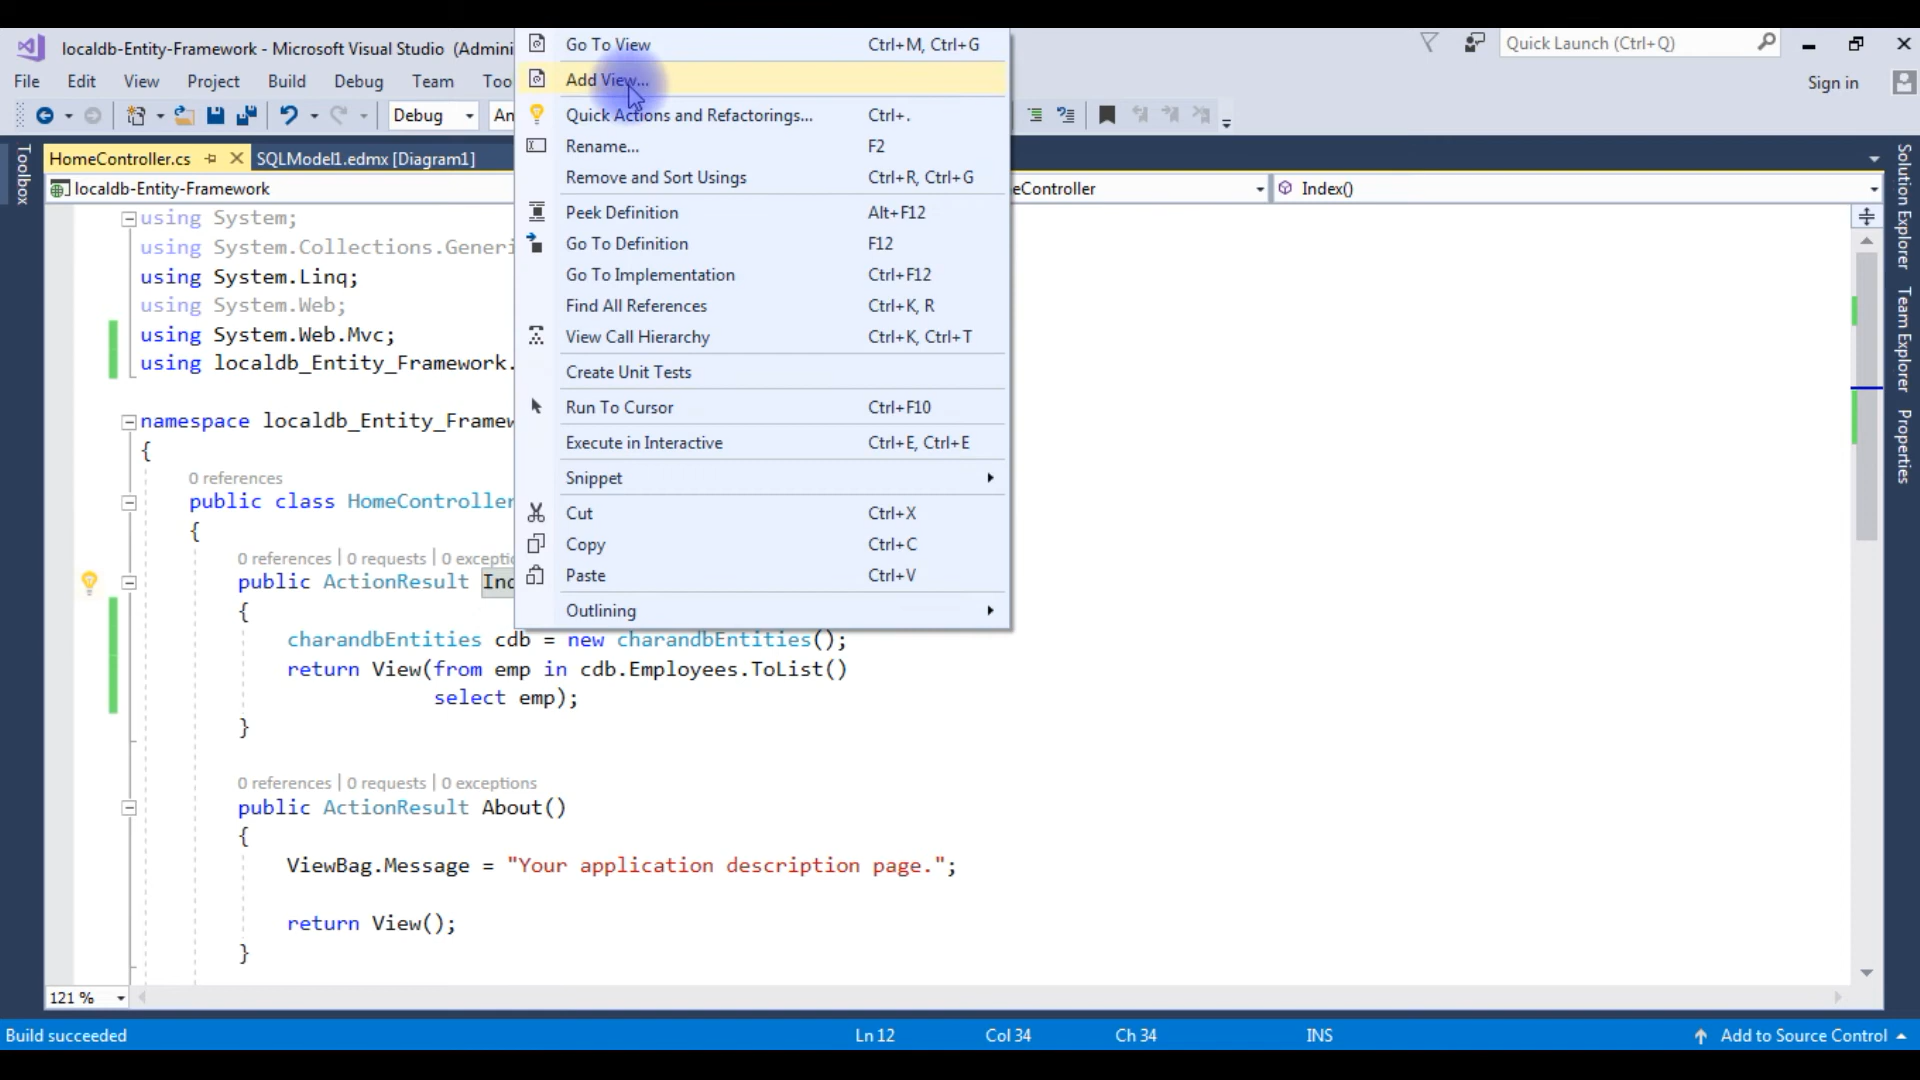 localdb-Entity-Framework - Microsoft Visual Studio (Admini
Quick Launch (Ctrl+Q)
File Edit View Project Build Debug Team Too
Sign in
Debug An
Go To View Ctrl+M, Ctrl+G
Add View...
Quick Actions and Refactorings... Ctrl+.
Rename... F2
Remove and Sort Usings Ctrl+R, Ctrl+G
Peek Definition Alt+F12
Go To Definition F12
Go To Implementation Ctrl+F12
Find All References Ctrl+K, R
View Call Hierarchy Ctrl+K, Ctrl+T
Create Unit Tests
Run To Cursor Ctrl+F10
Execute in Interactive Ctrl+E, Ctrl+E
Snippet
Cut Ctrl+X
Copy Ctrl+C
Paste Ctrl+V
Outlining
Toolbox
HomeController.cs SQLModel1.edmx [Diagram1]
localdb-Entity-Framework eController Index()
using System;
using System.Collections.Generi
using System.Linq;
using System.Web;
using System.Web.Mvc;
using localdb_Entity_Framework.
namespace localdb_Entity_Framew
{
0 references
public class HomeController
{
0 references | 0 requests | 0 excepti
public ActionResult Ind
{
charandbEntities cdb = new charandbEntities();
return View(from emp in cdb.Employees.ToList()
select emp);
}
0 references | 0 requests | 0 exceptions
public ActionResult About()
{
ViewBag.Message = "Your application description page.";
return View();
}
Solution Explorer
Team Explorer
Properties
121 %
Build succeeded Ln 12 Col 34 Ch 34 INS Add to Source Control